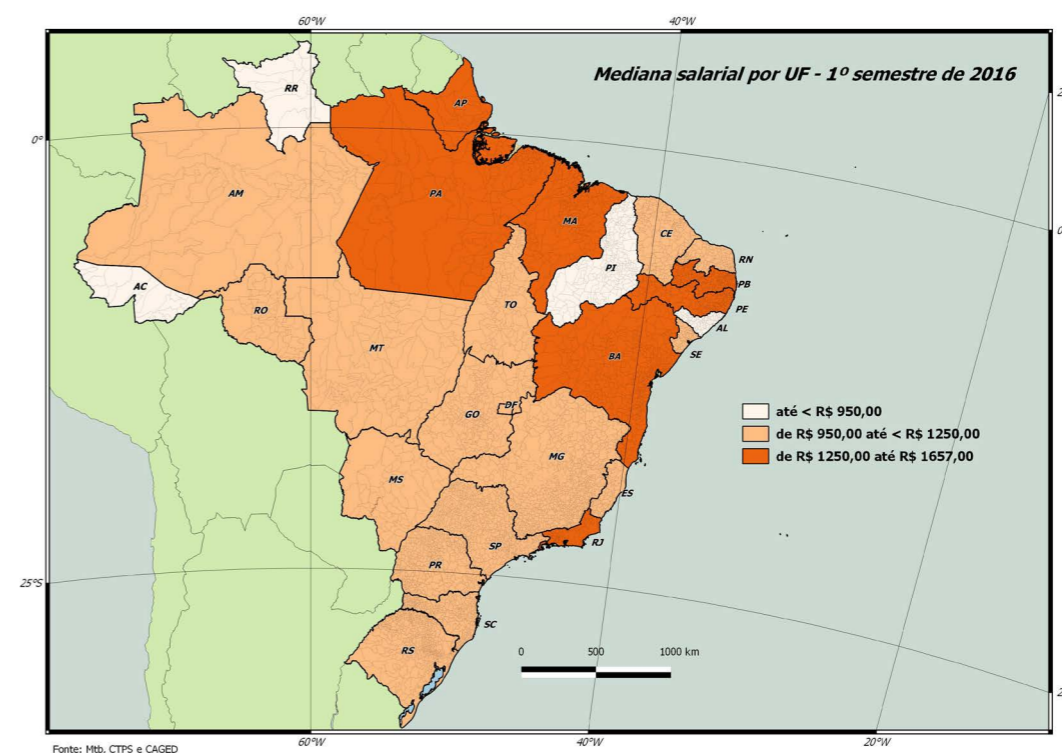 60°W
40°W
Mediana salarial por UF - 1º semestre de 2016
RR
AP
0°
AM
PA
MA
CE
RN
PI
PB
AC
TO
PE
RO
AL
MT
BA
SE
DF
GO
até < R$ 950,00
de R$ 950,00 até < R$ 1250,00
de R$ 1250,00 até R$ 1657,00
MG
MS
ES
SP
RJ
PR
25°S
SC
RS
0 500 1000 km
60°W
40°W
20°W
Fonte: Mtb, CTPS e CAGED